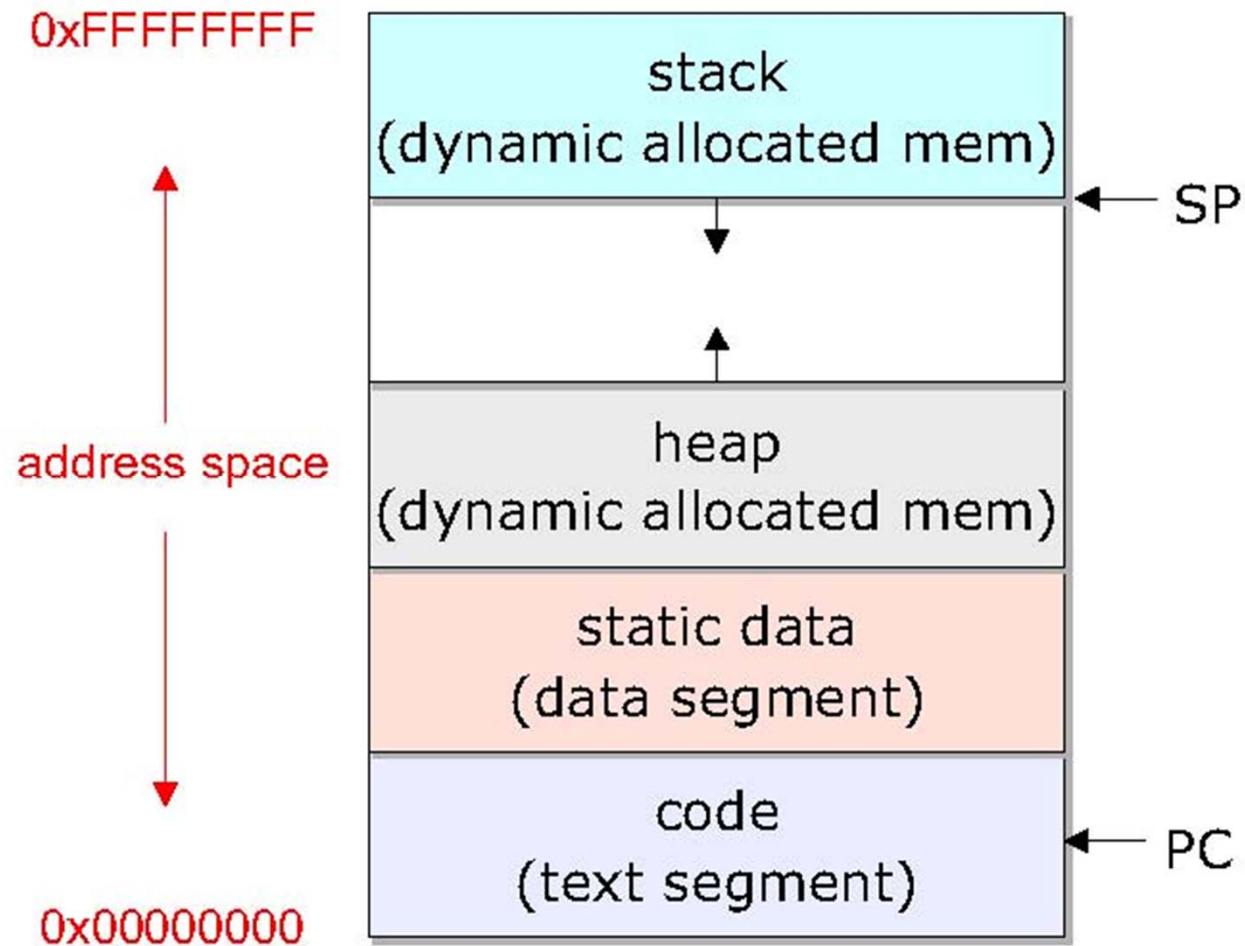 0xFFFFFFFF
stack
(dynamic allocated mem)
SP
heap
address space
(dynamic allocated mem)
static data
(data segment)
code
PC
(text segment)
0x00000000